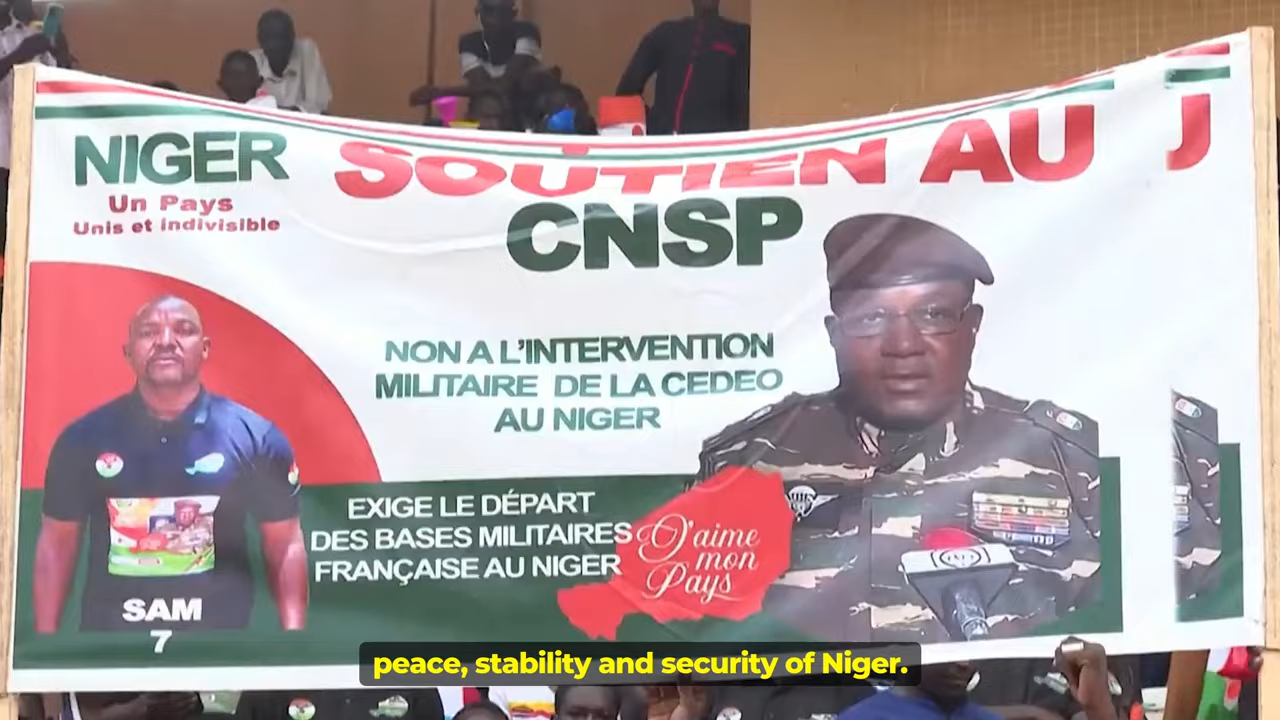 NIGER
Un Pays
Unis et indivisible
SOUTIEN AU J
CNSP
NON A L'INTERVENTION
MILITAIRE DE LA CEDEO
AU NIGER
EXIGE LE DÉPART
DES BASES MILITAIRES
FRANÇAISE AU NIGER
J'aime
mon
Pays
SAM
7
peace, stability and security of Niger.